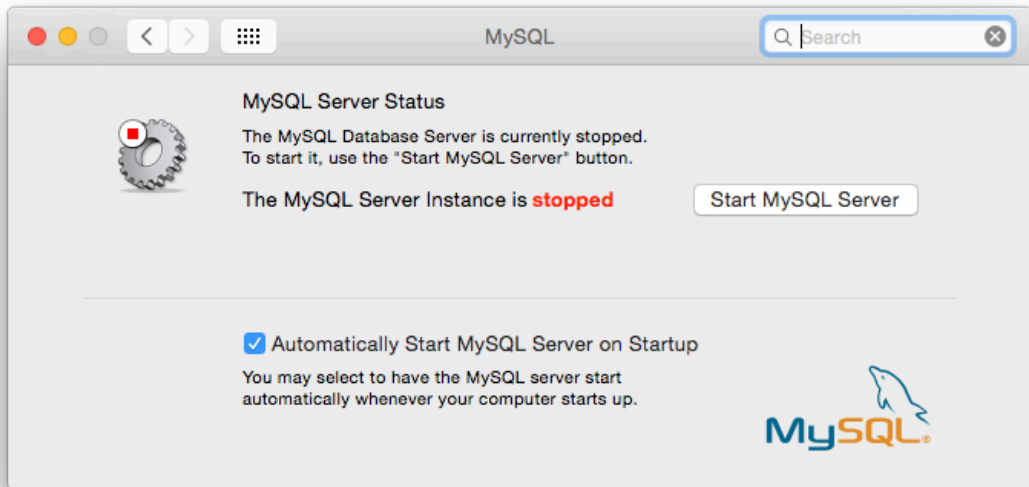 MySQL
Search
MySQL Server Status
The MySQL Database Server is currently stopped.
To start it, use the "Start MySQL Server" button.
The MySQL Server Instance is stopped
Start MySQL Server
Automatically Start MySQL Server on Startup
You may select to have the MySQL server start
automatically whenever your computer starts up.
MySQL®